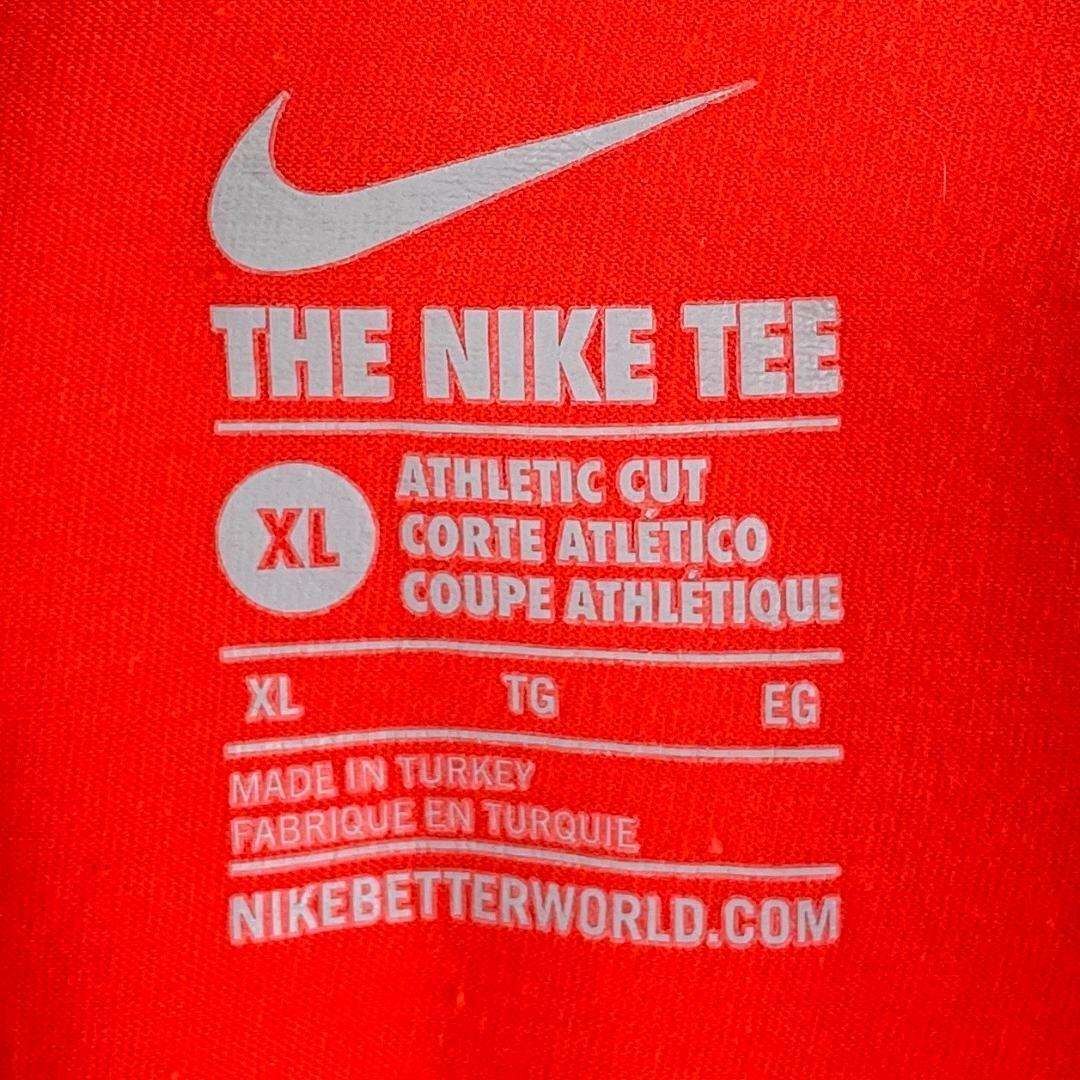 THE NIKE TEE
XL
ATHLETIC CUT
CORTE ATLÉTICO
COUPE ATHLÉTIQUE
XL TG EG
MADE IN TURKEY
FABRIQUE EN TURQUIE
NIKEBETTERWORLD.COM